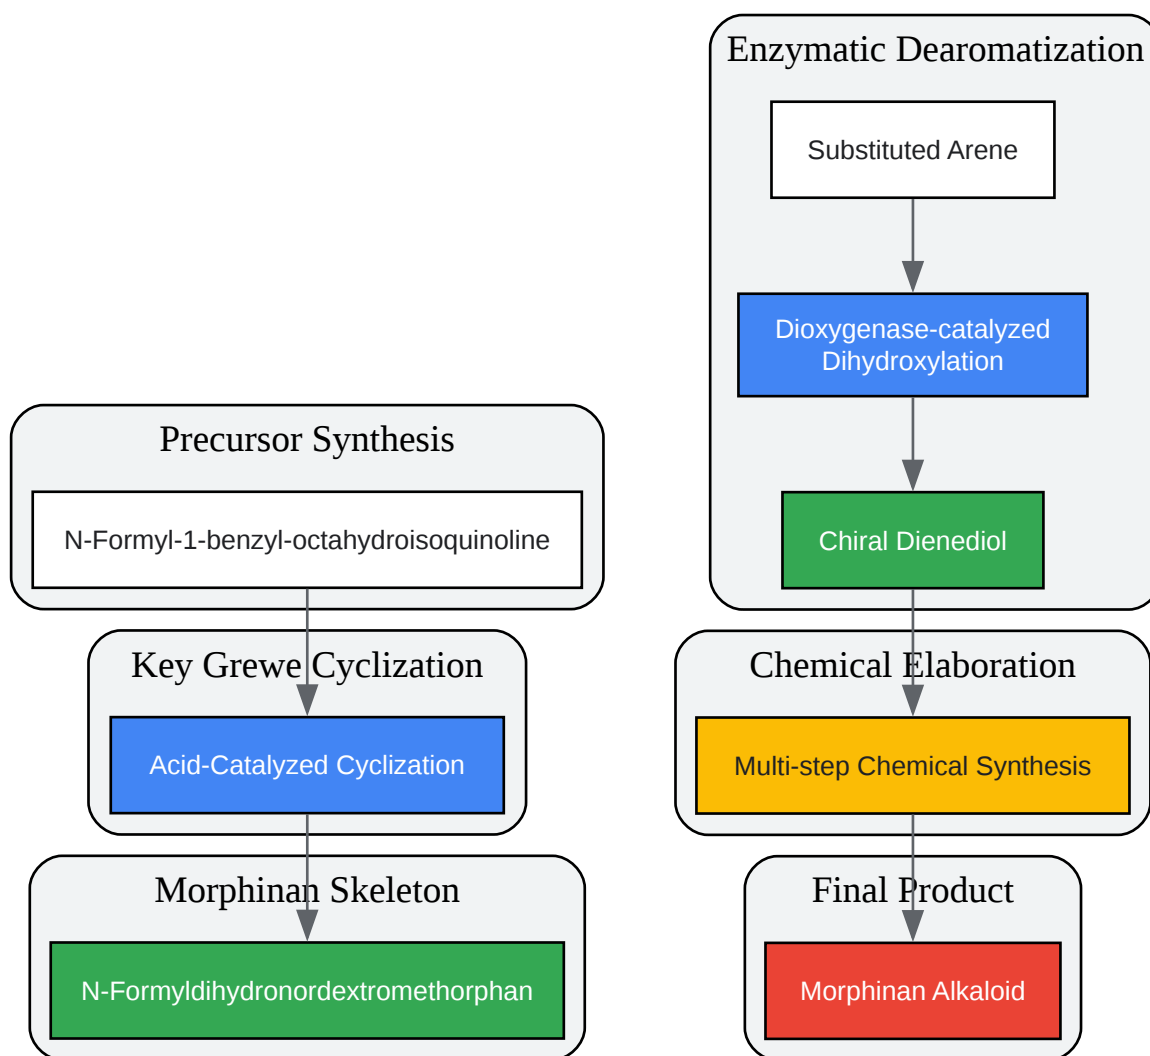 Precursor Synthesis
N-Formyl-1-benzyl-octahydroisoquinoline
Key Grewe Cyclization
Acid-Catalyzed Cyclization
Morphinan Skeleton
N-Formyldihydronordextromethorphan
Enzymatic Dearomatization
Substituted Arene
Dioxygenase-catalyzed
Dihydroxylation
Chiral Dienediol
Chemical Elaboration
Multi-step Chemical Synthesis
Final Product
Morphinan Alkaloid